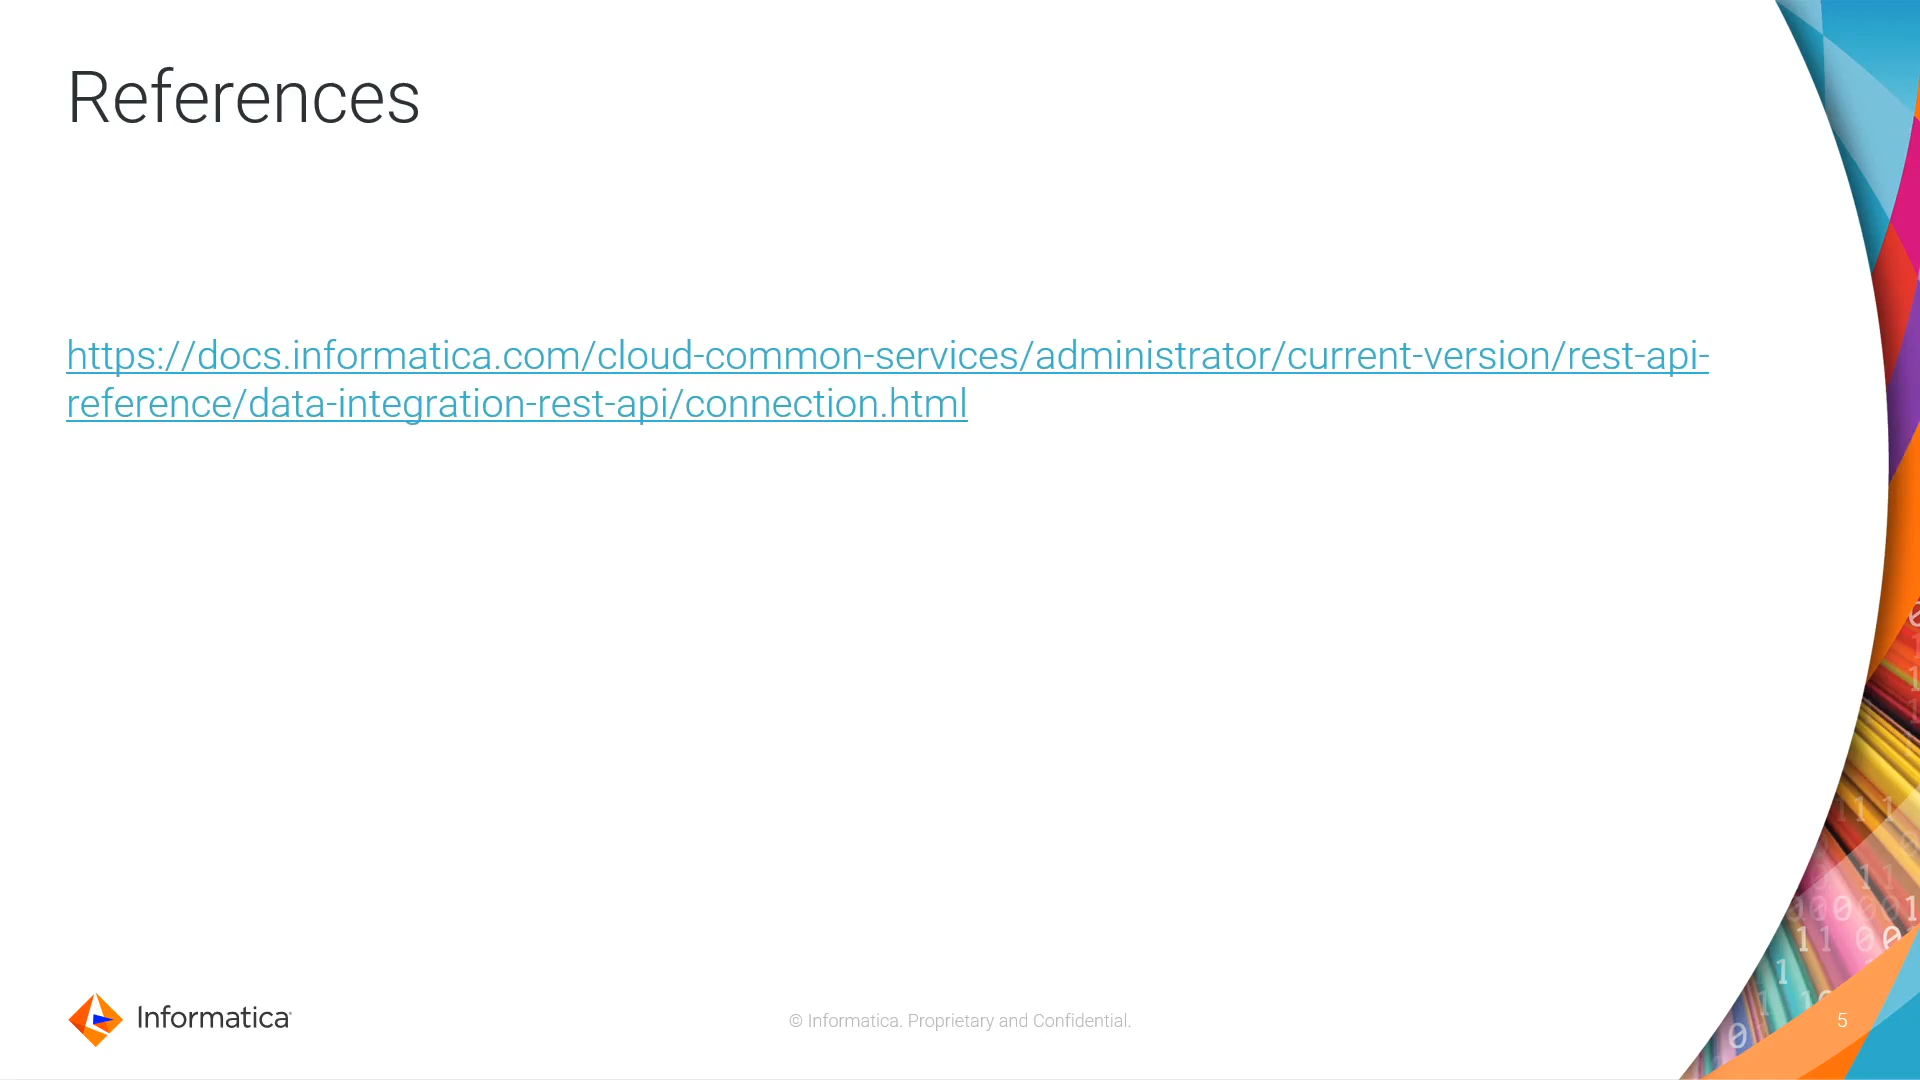 References
https://docs.informatica.com/cloud-common-services/administrator/current-version/rest-api-
reference/data-integration-rest-api/connection.html
Informatica
© Informatica. Proprietary and Confidential.
5